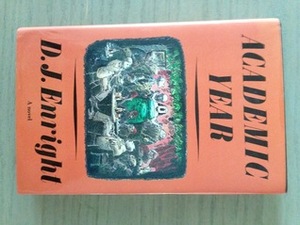 ACADEMIC
YEAR
D.J. Enright
A novel